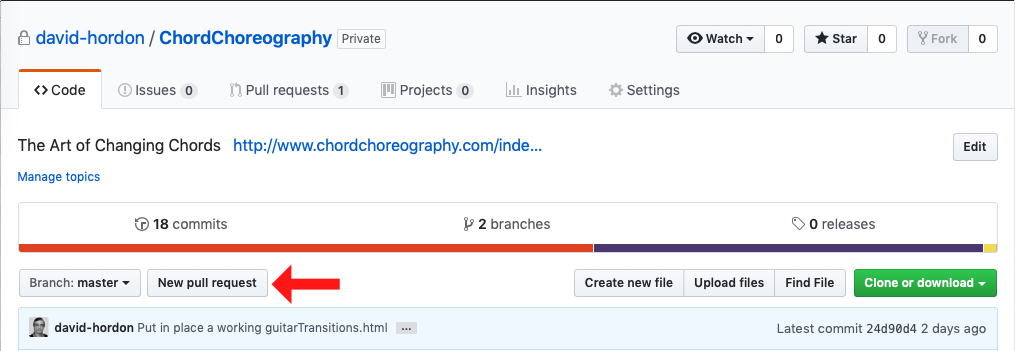 david-hordon / ChordChoreography Private Watch 0 Star 0 Fork 0
Code Issues 0 Pull requests 1 Projects 0 Insights Settings
The Art of Changing Chords http://www.chordchoreography.com/inde... Edit
Manage topics
18 commits 2 branches 0 releases
Branch: master New pull request Create new file Upload files Find File Clone or download
david-hordon Put in place a working guitarTransitions.html ... Latest commit 24d90d4 2 days ago